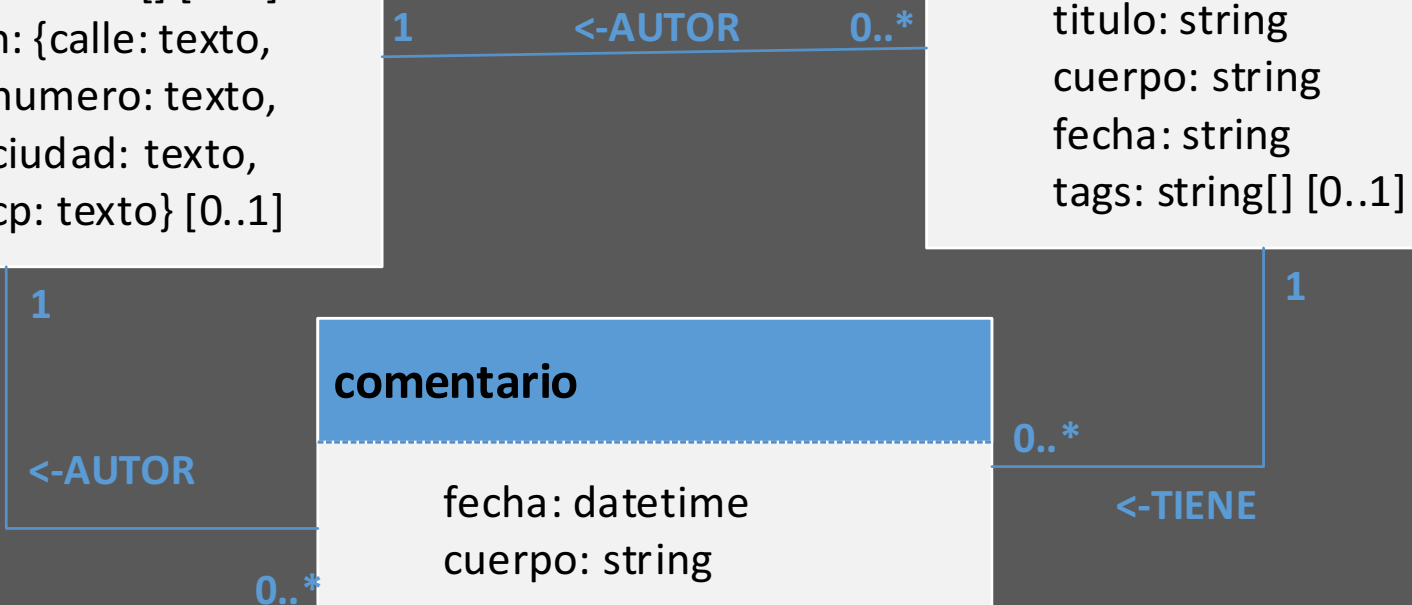 n: {calle: texto,
numero: texto,
ciudad: texto,
cp: texto} [0..1]
1 <-AUTOR 0..*
titulo: string
cuerpo: string
fecha: string
tags: string[] [0..1]
1
1
comentario
0..*
<-AUTOR
<-TIENE
fecha: datetime
cuerpo: string
0..*